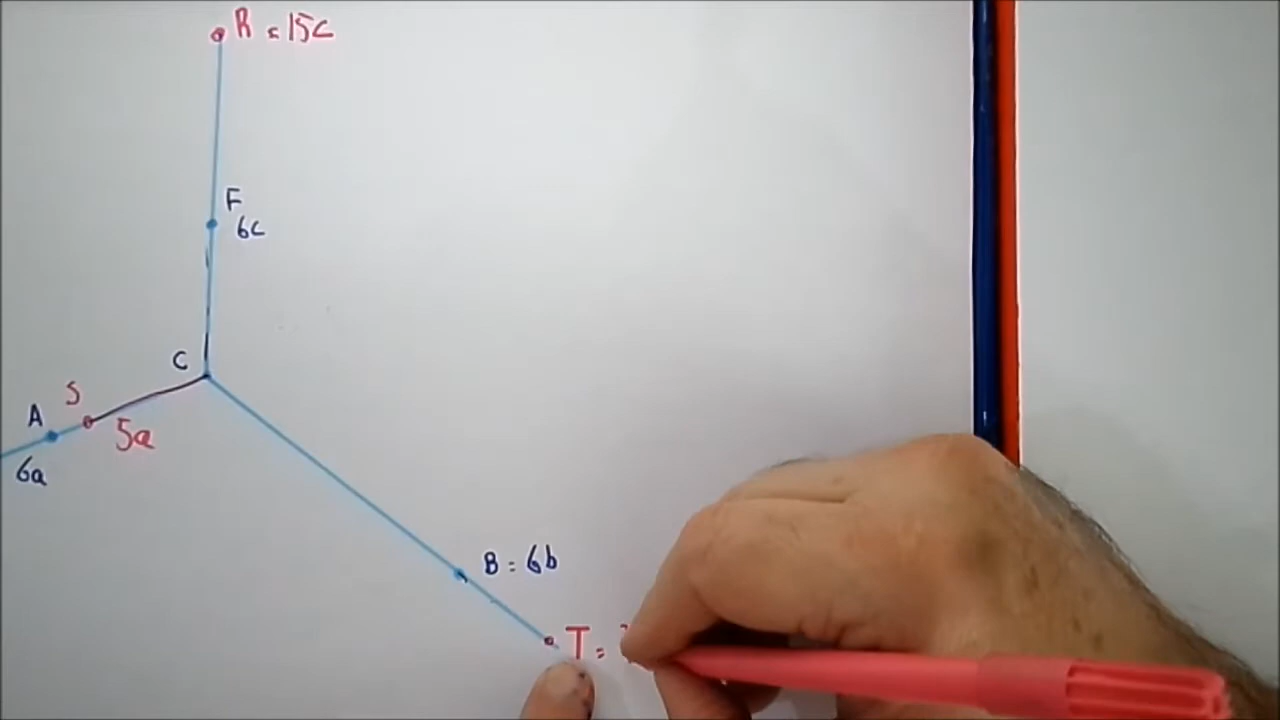 R = 15c
F
6c
C
S
A
5a
6a
B = 6b
T =